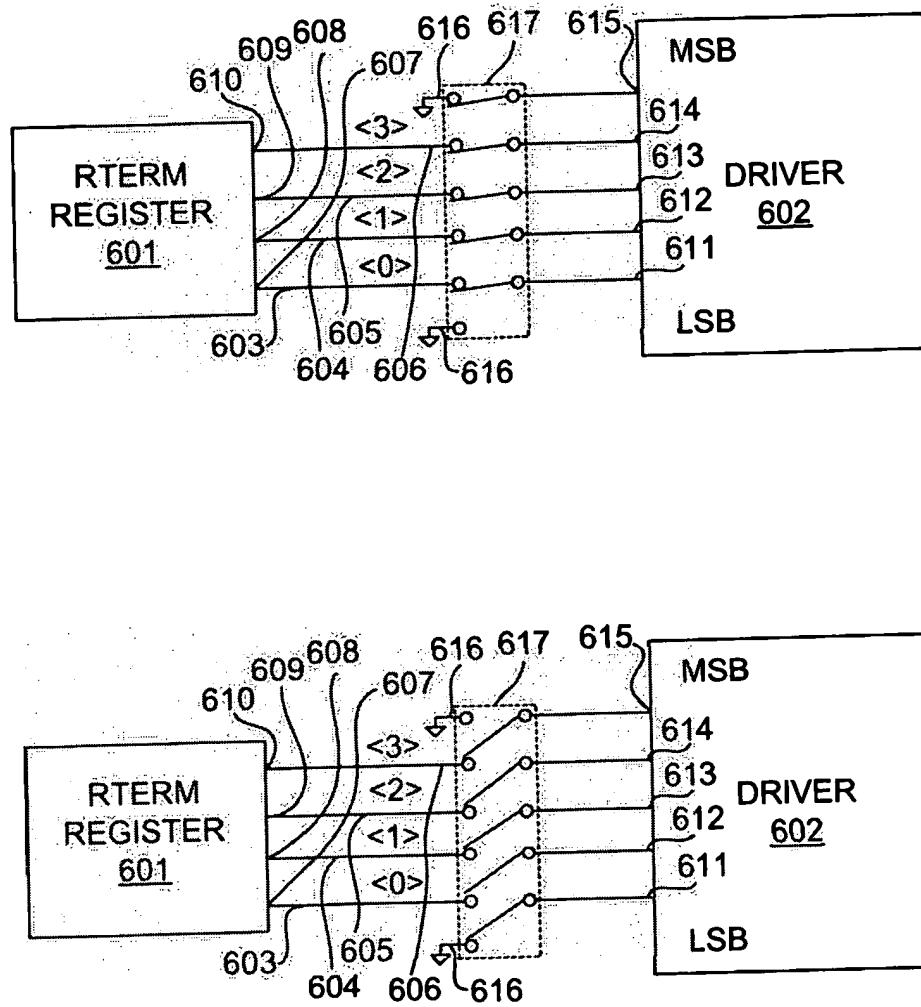 608 616 617 615
609 607
610
MSB
<3>
614
<2>
613
RTERM
REGISTER
601
<1>
612
DRIVER
602
<0>
611
LSB
603 604 605 606 616
608 616 617 615
609 607
610
MSB
<3>
614
<2>
613
RTERM
REGISTER
601
<1>
612
DRIVER
602
<0>
611
LSB
603 604 605 606 616